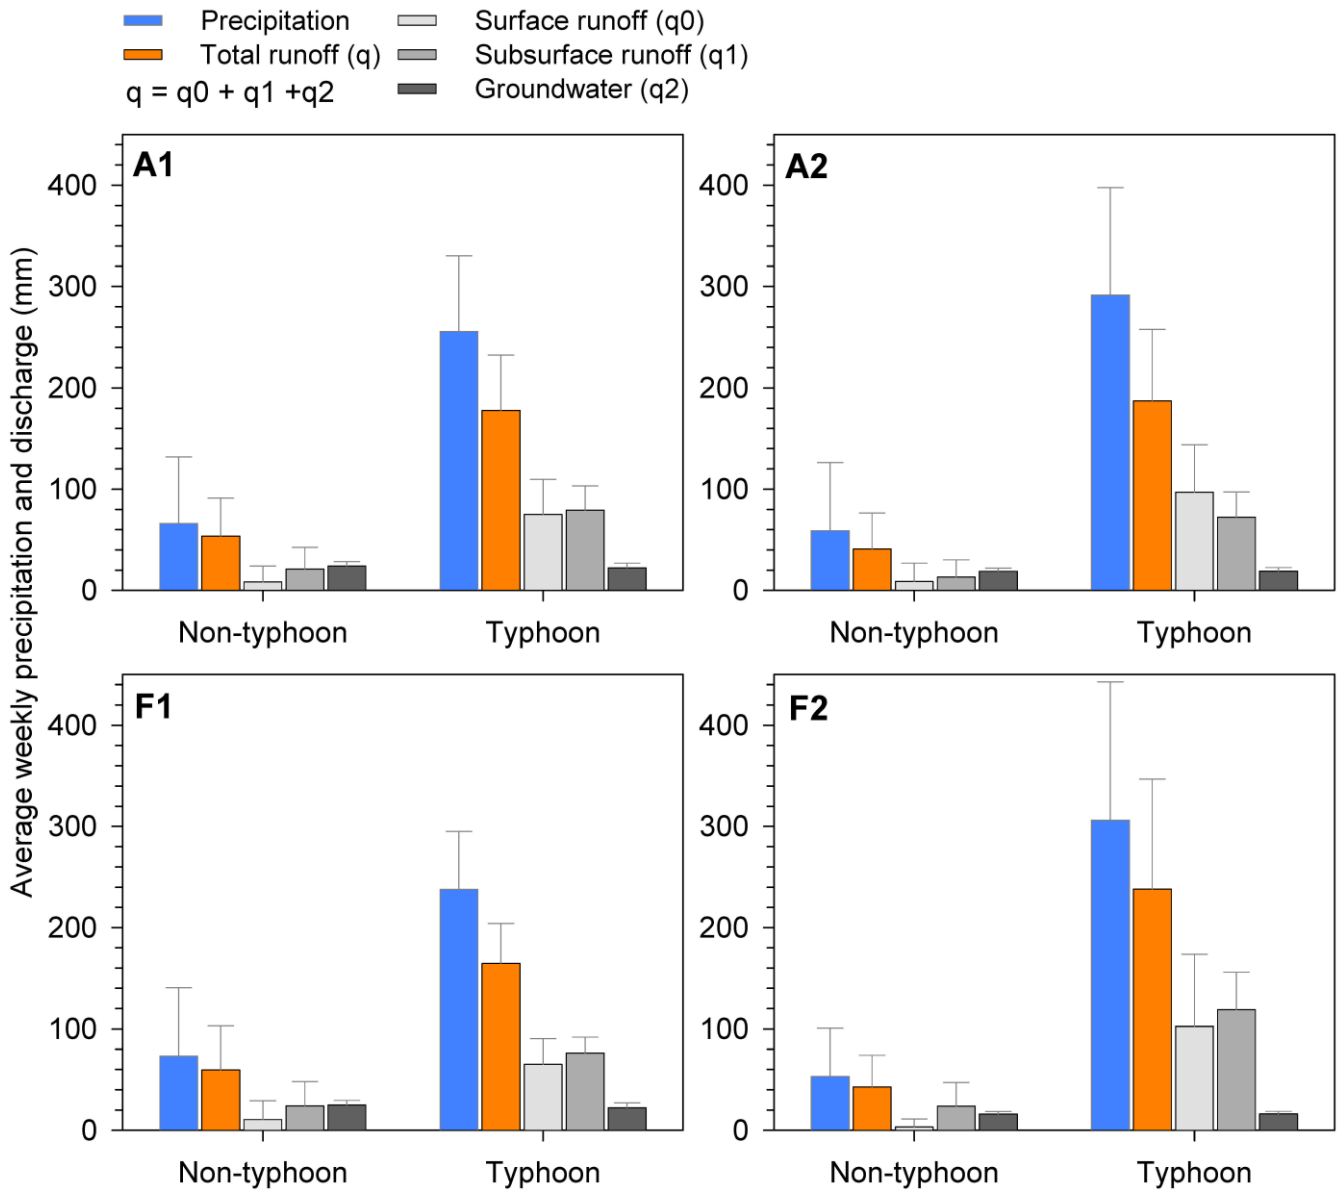 Precipitation
Surface runoff (q0)
Total runoff (q)
Subsurface runoff (q1)
q = q0 + q1 +q2
Groundwater (q2)
Average weekly precipitation and discharge (mm)
A1
400
300
200
100
0
Non-typhoon
Typhoon
A2
400
300
200
100
0
Non-typhoon
Typhoon
F1
400
300
200
100
0
Non-typhoon
Typhoon
F2
400
300
200
100
0
Non-typhoon
Typhoon